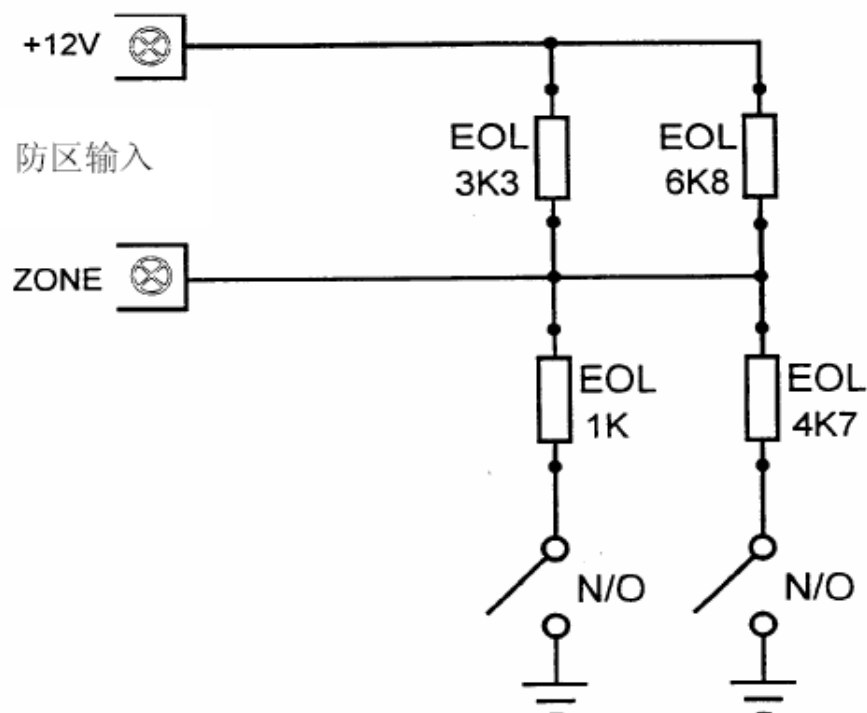 +12V
EOL
3K3
EOL
6K8
防区输入
ZONE
EOL
1K
EOL
4K7
N/O
N/O